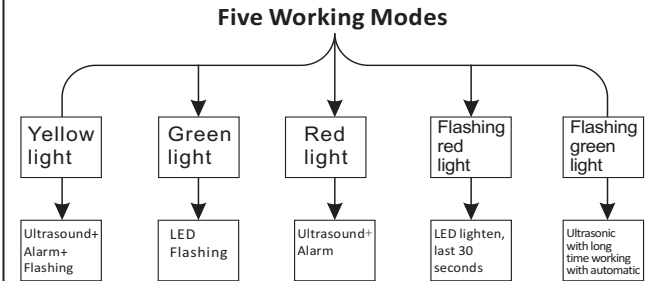 Five Working Modes
Yellow
light
Green
light
Red
light
Flashing
red
light
Flashing
green
light
Ultrasound+
Alarm+
Flashing
LED
Flashing
Ultrasound+
Alarm
LED lighten,
last 30
seconds
Ultrasonic
with long
time working
with automatic